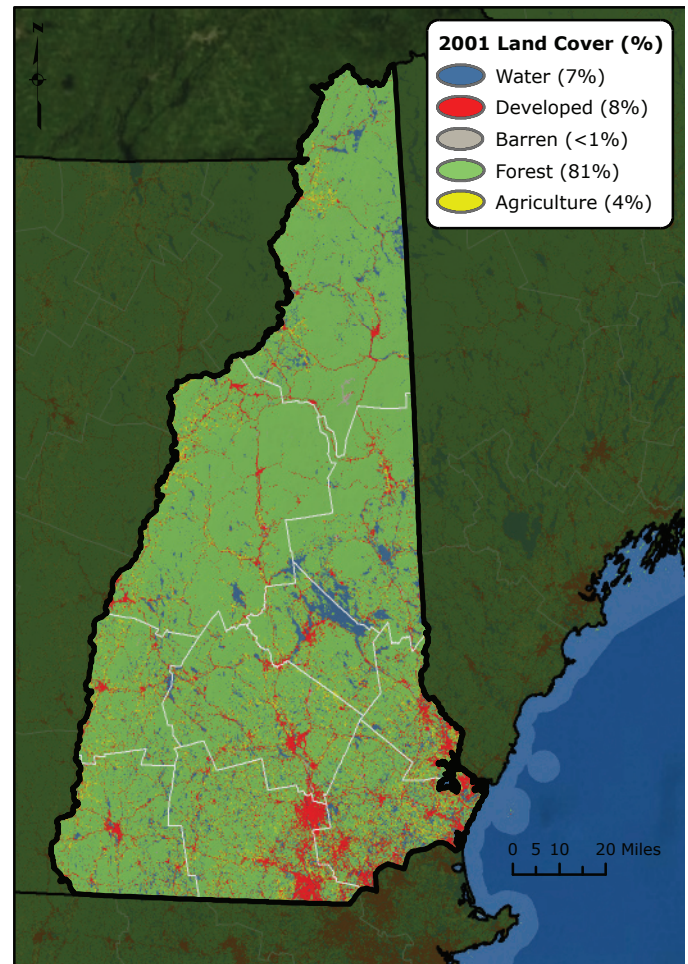 N
2001 Land Cover (%)
Water (7%)
Developed (8%)
Barren (<1%)
Forest (81%)
Agriculture (4%)
0 5 10 20 Miles